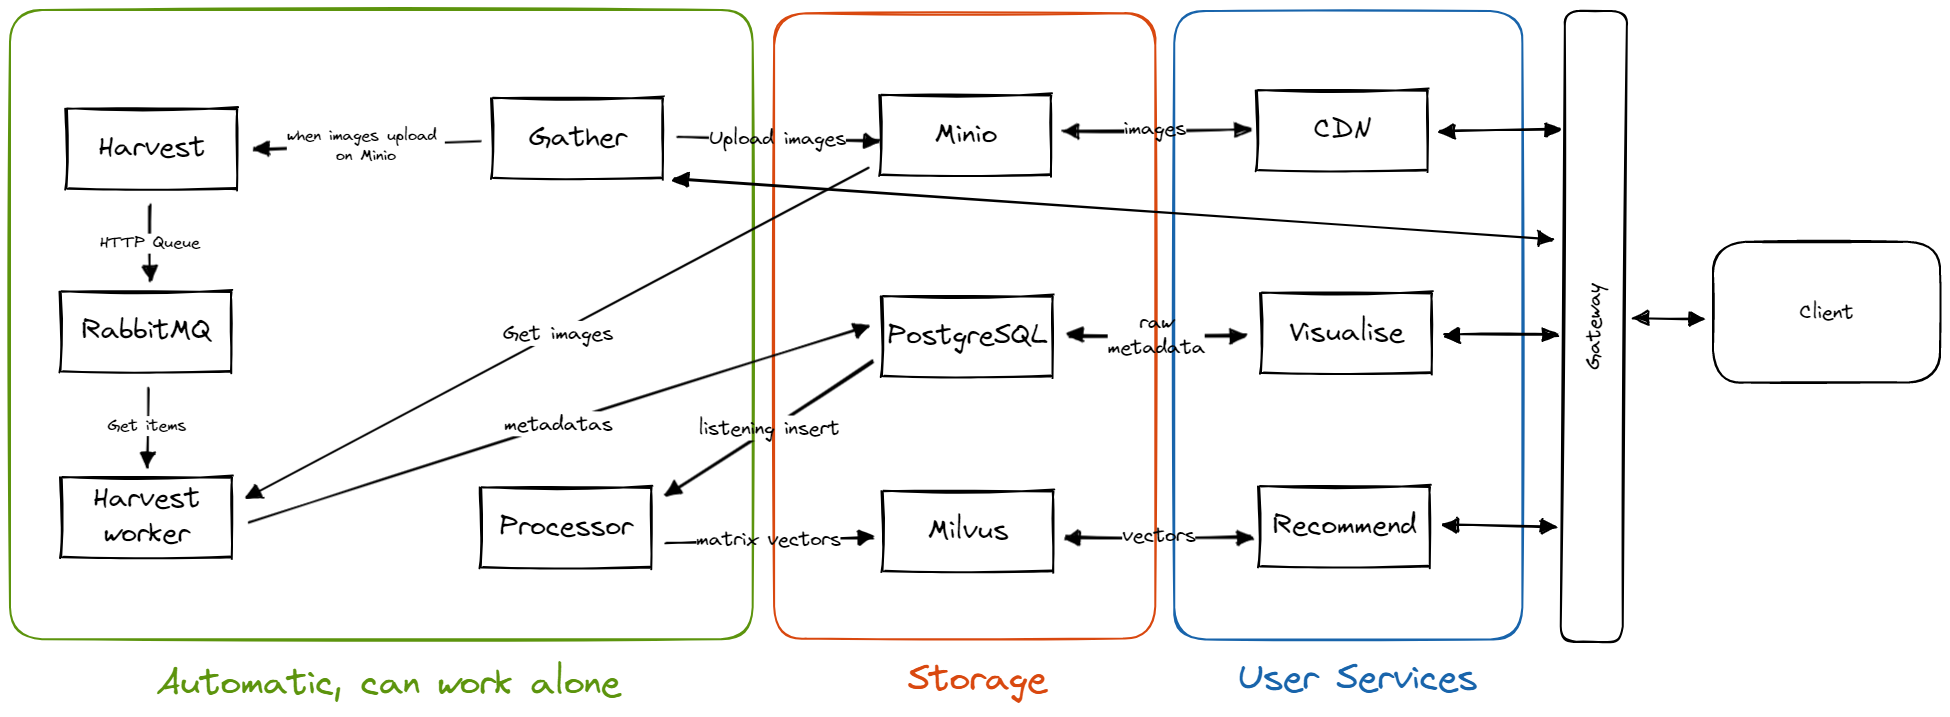 Harvest
when images upload
on Minio
Gather
Upload images
Minio
images
CDN
HTTP Queue
RabbitMQ
Get images
PostgreSQL
raw
metadata
Visualise
Gateway
Client
Get items
metadatas
listening insert
Harvest
worker
Processor
matrix vectors
Milvus
vectors
Recommend
Automatic, can work alone
Storage
User Services